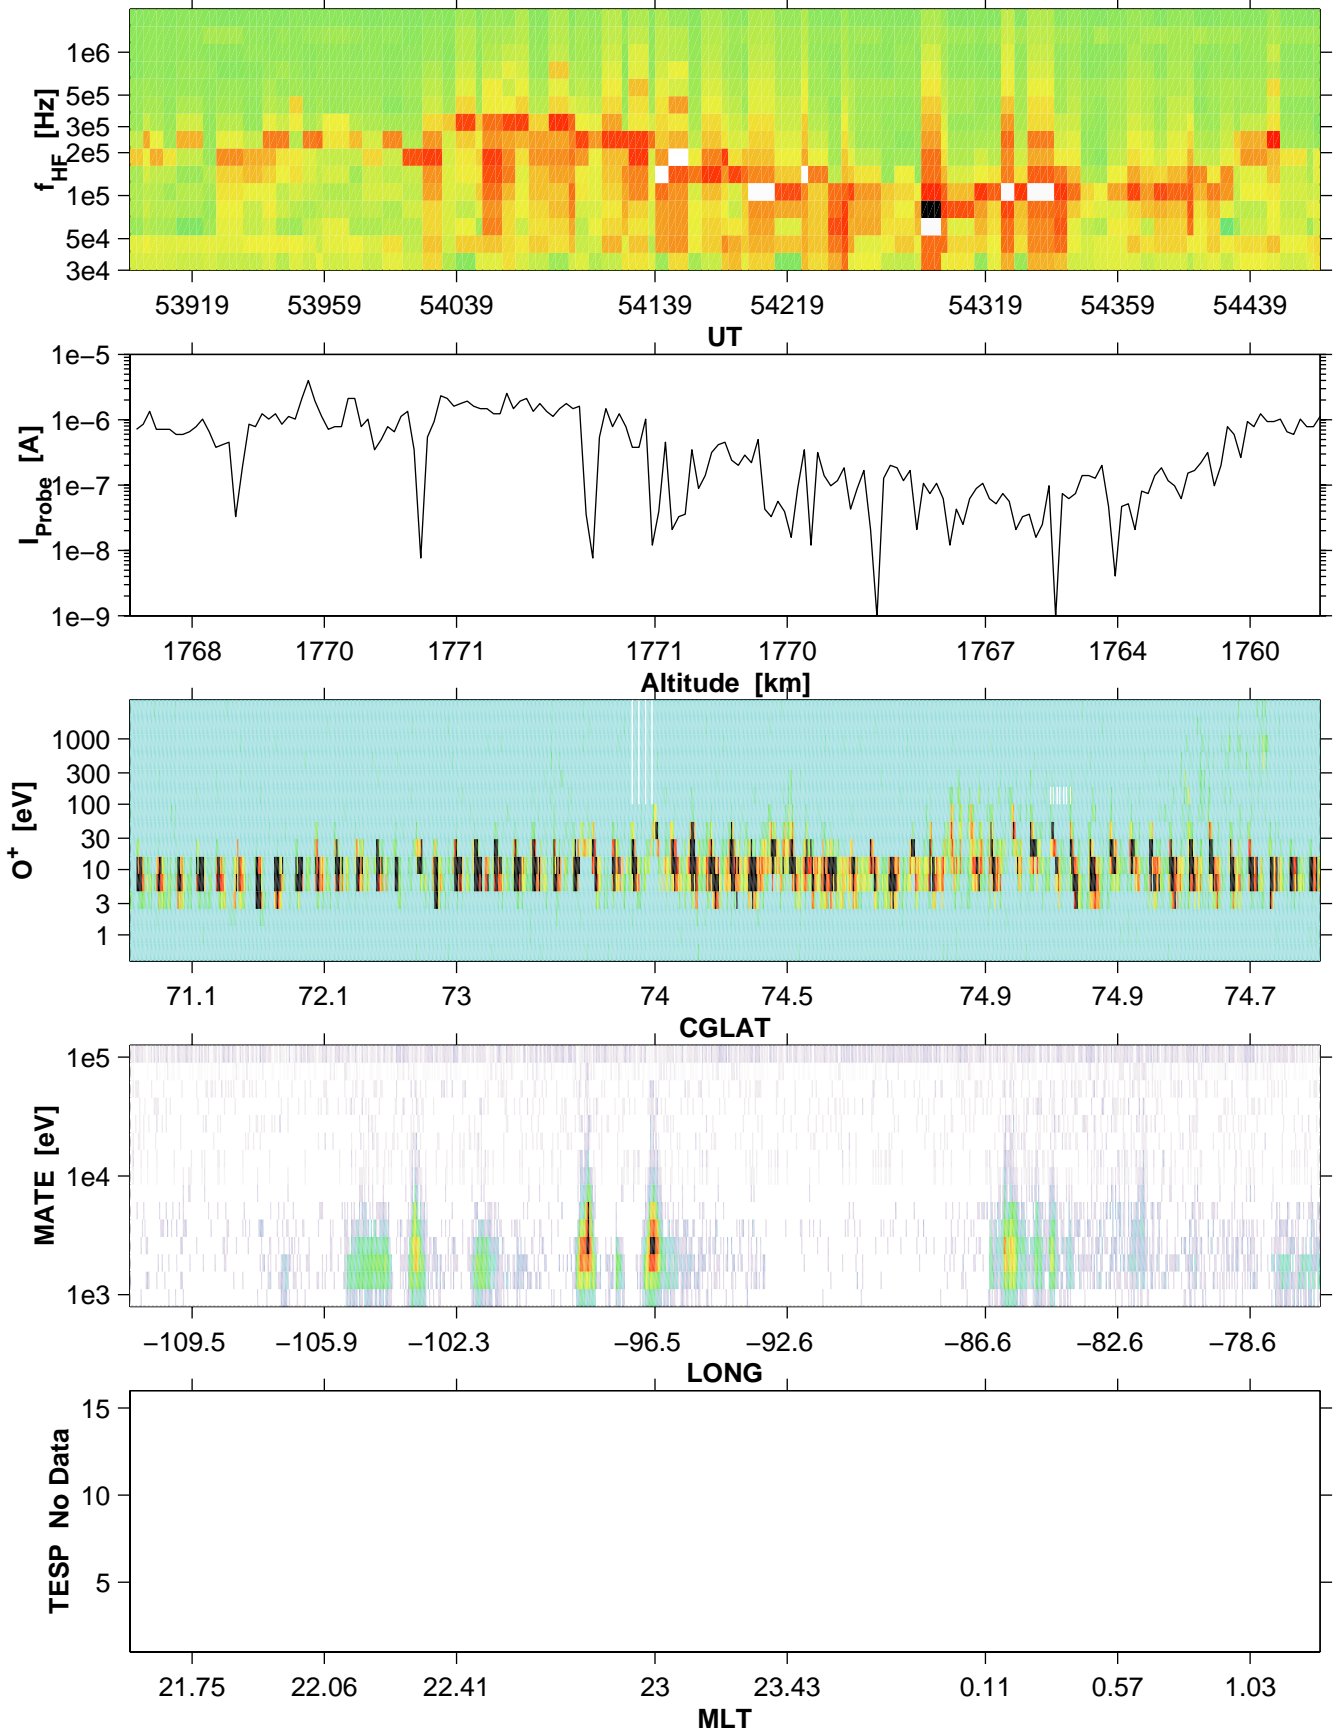 1e6
5e5
3e5
2e5
1e5
5e4
3e4
f_HF [Hz]
53919 53959 54039 54139 54219 54319 54359 54439
UT
1e−5
1e−6
1e−7
1e−8
1e−9
I_Probe [A]
1768 1770 1771 1771 1770 1767 1764 1760
Altitude [km]
1000
300
100
30
10
3
1
O+ [eV]
71.1 72.1 73 74 74.5 74.9 74.9 74.7
CGLAT
1e5
1e4
1e3
MATE [eV]
−109.5 −105.9 −102.3 −96.5 −92.6 −86.6 −82.6 −78.6
LONG
15
10
5
TESP No Data
21.75 22.06 22.41 23 23.43 0.11 0.57 1.03
MLT